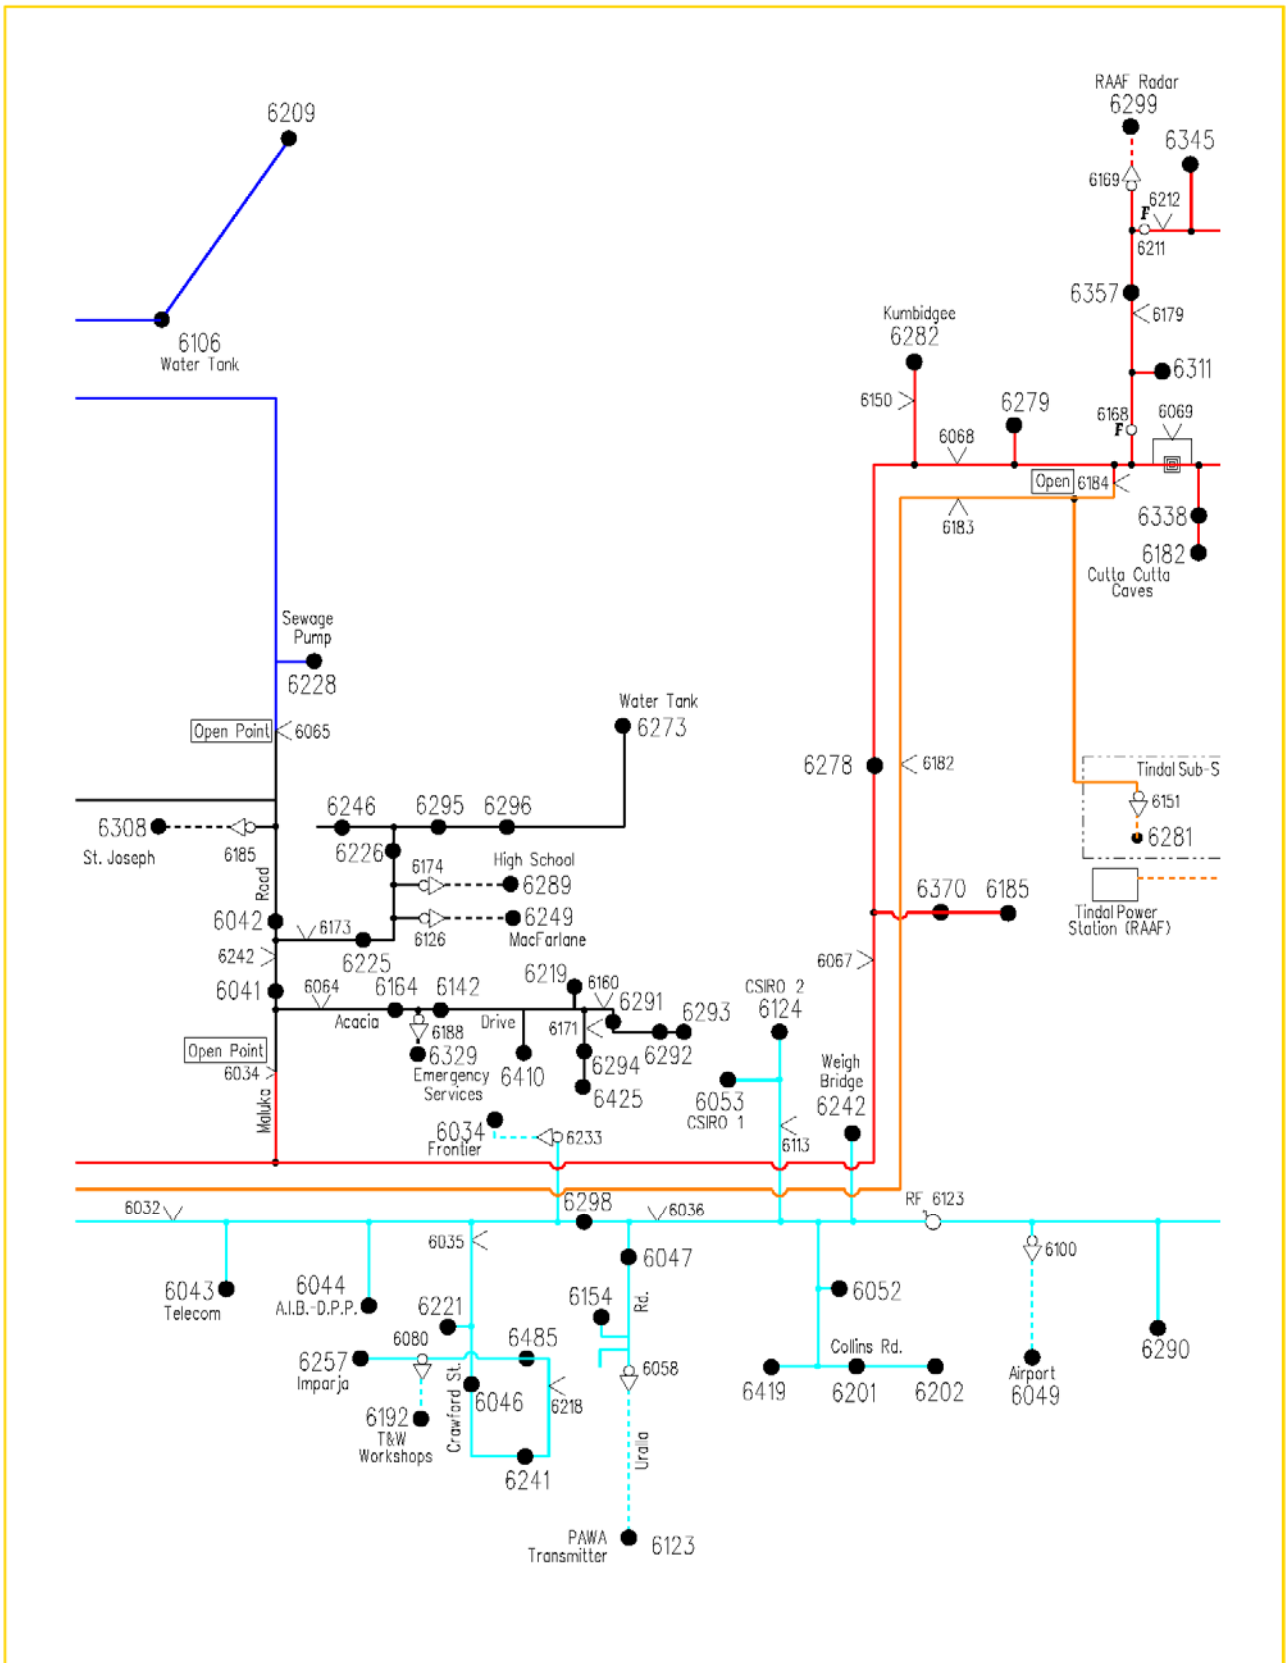 RAAF Radar
6299
6209
6345
6169
6212
F
6211
6357
6179
Kumbidgee
6282
6106
Water Tank
6311
6150
6279
6168
6069
F
6068
Open
6184
6183
6338
6182
Cutta Cutta
Caves
Sewage
Pump
6228
Water Tank
6273
Open Point
6065
6278
6182
Tindal Sub-S
6151
6281
6246
6295
6296
6308
St. Joseph
6185
6226
6174
High School
6289
Road
6370
6185
Tindal Power
Station (RAAF)
6042
6173
6126
6249
MacFarlane
6242
6225
6067
6041
6064
6164
6142
6219
6160
6291
6293
CSIRO 2
6124
Acacia
6188
Drive
6171
6292
Open Point
6034
6329
Emergency
Services
6410
6294
6425
Weigh
Bridge
6242
6053
CSIRO 1
Maluka
6034
Frontier
6233
6113
6032
6298
6036
RF 6123
6035
6047
6100
6043
Telecom
6044
A.I.B.-D.P.P.
6154
Rd.
6052
6221
6080
6485
Collins Rd.
6290
6257
Imparja
6058
6419
6201
6202
Airport
6049
6046
6218
Crawford St.
6192
T&W
Workshops
Uralla
6241
PAWA
Transmitter
6123